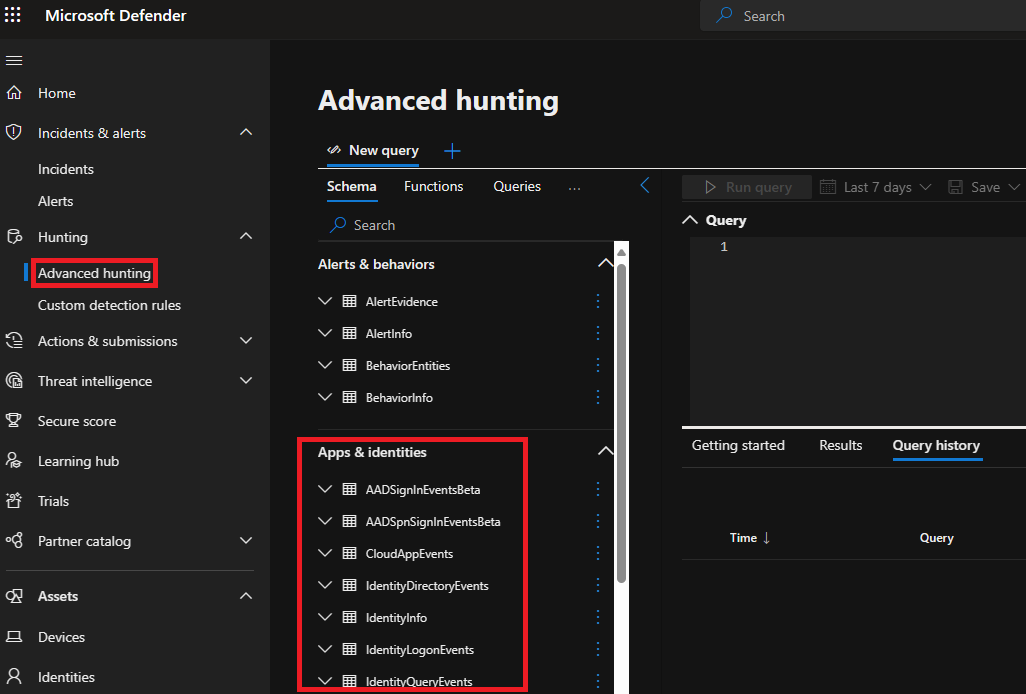 Microsoft Defender
Search
Home
Incidents & alerts
Incidents
Alerts
Hunting
Advanced hunting
Custom detection rules
Actions & submissions
Threat intelligence
Secure score
Learning hub
Trials
Partner catalog
Assets
Devices
Identities
Advanced hunting
New query
Schema Functions Queries ...
Search
Alerts & behaviors
AlertEvidence
AlertInfo
BehaviorEntities
BehaviorInfo
Apps & identities
AADSignInEventsBeta
AADSpnSignInEventsBeta
CloudAppEvents
IdentityDirectoryEvents
IdentityInfo
IdentityLogonEvents
IdentityQueryEvents
Run query Last 7 days Save
Query
1
Getting started Results Query history
Time ↓ Query